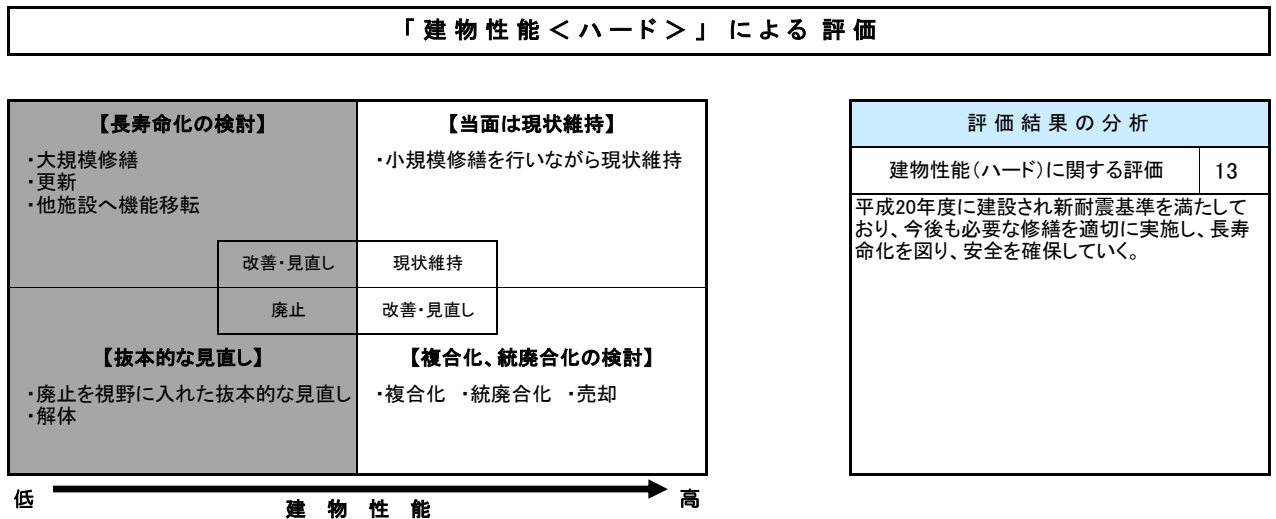 「建物性能＜ハード＞」による評価
【長寿命化の検討】
・大規模修繕
・更新
・他施設へ機能移転
【当面は現状維持】
・小規模修繕を行いながら現状維持
改善・見直し
現状維持
廃止
改善・見直し
【抜本的な見直し】
・廃止を視野に入れた抜本的な見直し
・解体
【複合化、統廃合化の検討】
・複合化 ・統廃合化 ・売却
低
建物性能
高
評価結果の分析
建物性能（ハード）に関する評価 13
平成20年度に建設され新耐震基準を満たして
おり、今後も必要な修繕を適切に実施し、長寿
命化を図り、安全を確保していく。